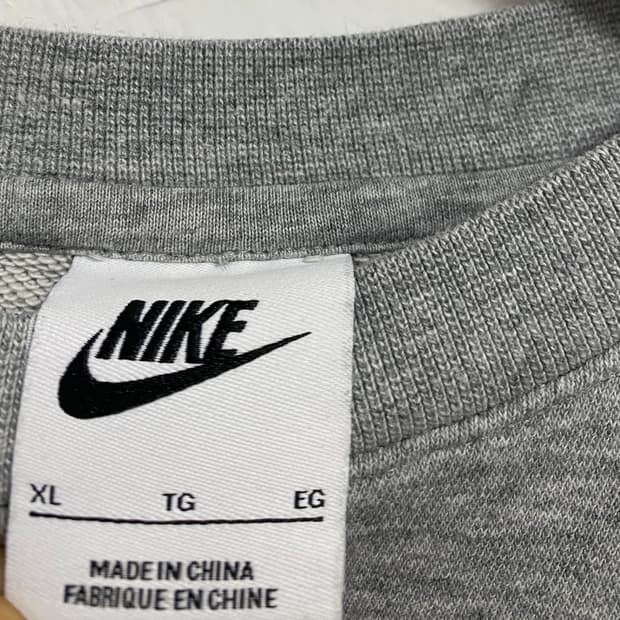 NIKE
XL TG EG
MADE IN CHINA
FABRIQUE EN CHINE